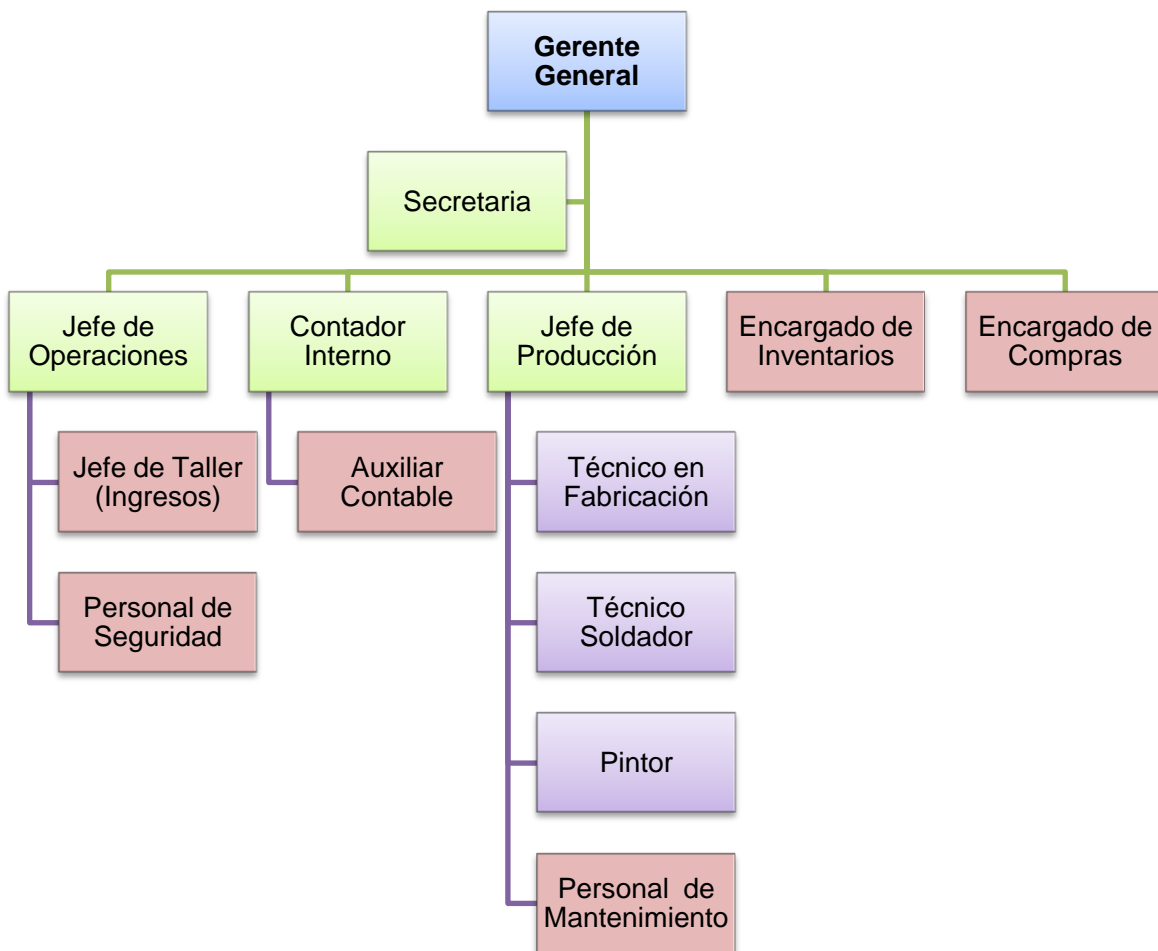 Gerente
General
Secretaria
Jefe de
Operaciones
Contador
Interno
Jefe de
Producción
Encargado de
Inventarios
Encargado de
Compras
Jefe de Taller
(Ingresos)
Auxiliar
Contable
Técnico en
Fabricación
Personal de
Seguridad
Técnico
Soldador
Pintor
Personal de
Mantenimiento